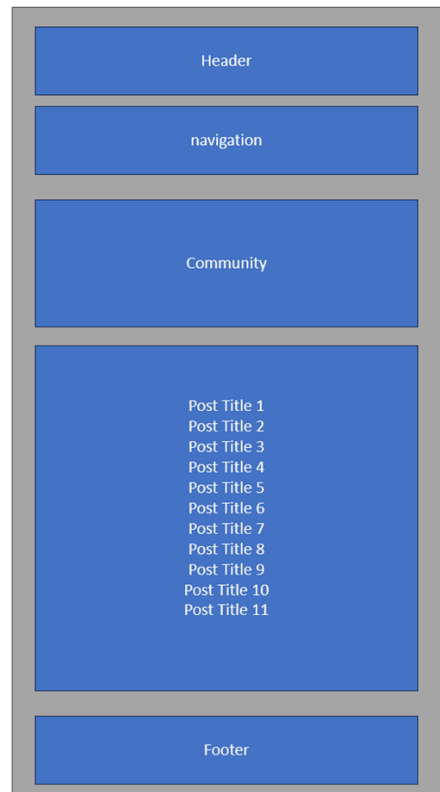 Header
navigation
Community
Post Title 1
Post Title 2
Post Title 3
Post Title 4
Post Title 5
Post Title 6
Post Title 7
Post Title 8
Post Title 9
Post Title 10
Post Title 11
Footer